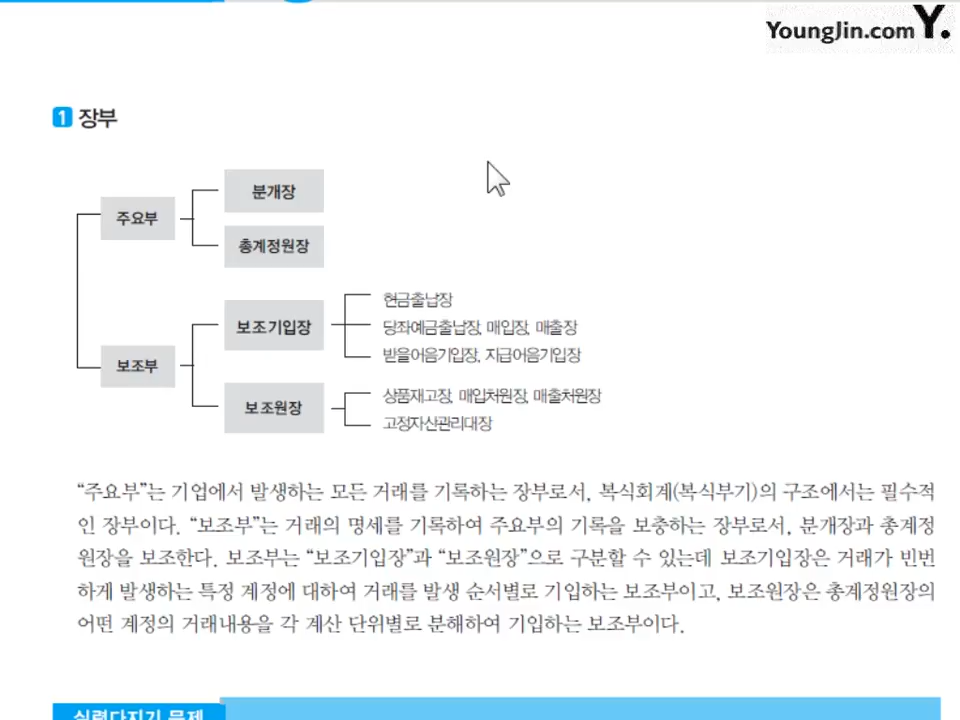 YoungJin.com Y.
1 장부
분개장
주요부
총계정원장
현금출납장
보조기입장
당좌예금출납장, 매입장, 매출장
받을어음기입장, 지급어음기입장
보조부
상품재고장, 매입처원장, 매출처원장
보조원장
고정자산관리대장
“주요부”는 기업에서 발생하는 모든 거래를 기록하는 장부로서, 복식회계(복식부기)의 구조에서는 필수적
인 장부이다. “보조부”는 거래의 명세를 기록하여 주요부의 기록을 보충하는 장부로서, 분개장과 총계정
원장을 보조한다. 보조부는 “보조기입장”과 “보조원장”으로 구분할 수 있는데 보조기입장은 거래가 빈번
하게 발생하는 특정 계정에 대하여 거래를 발생 순서별로 기입하는 보조부이고, 보조원장은 총계정원장의
어떤 계정의 거래내용을 각 계산 단위별로 분해하여 기입하는 보조부이다.
실력다지기 문제